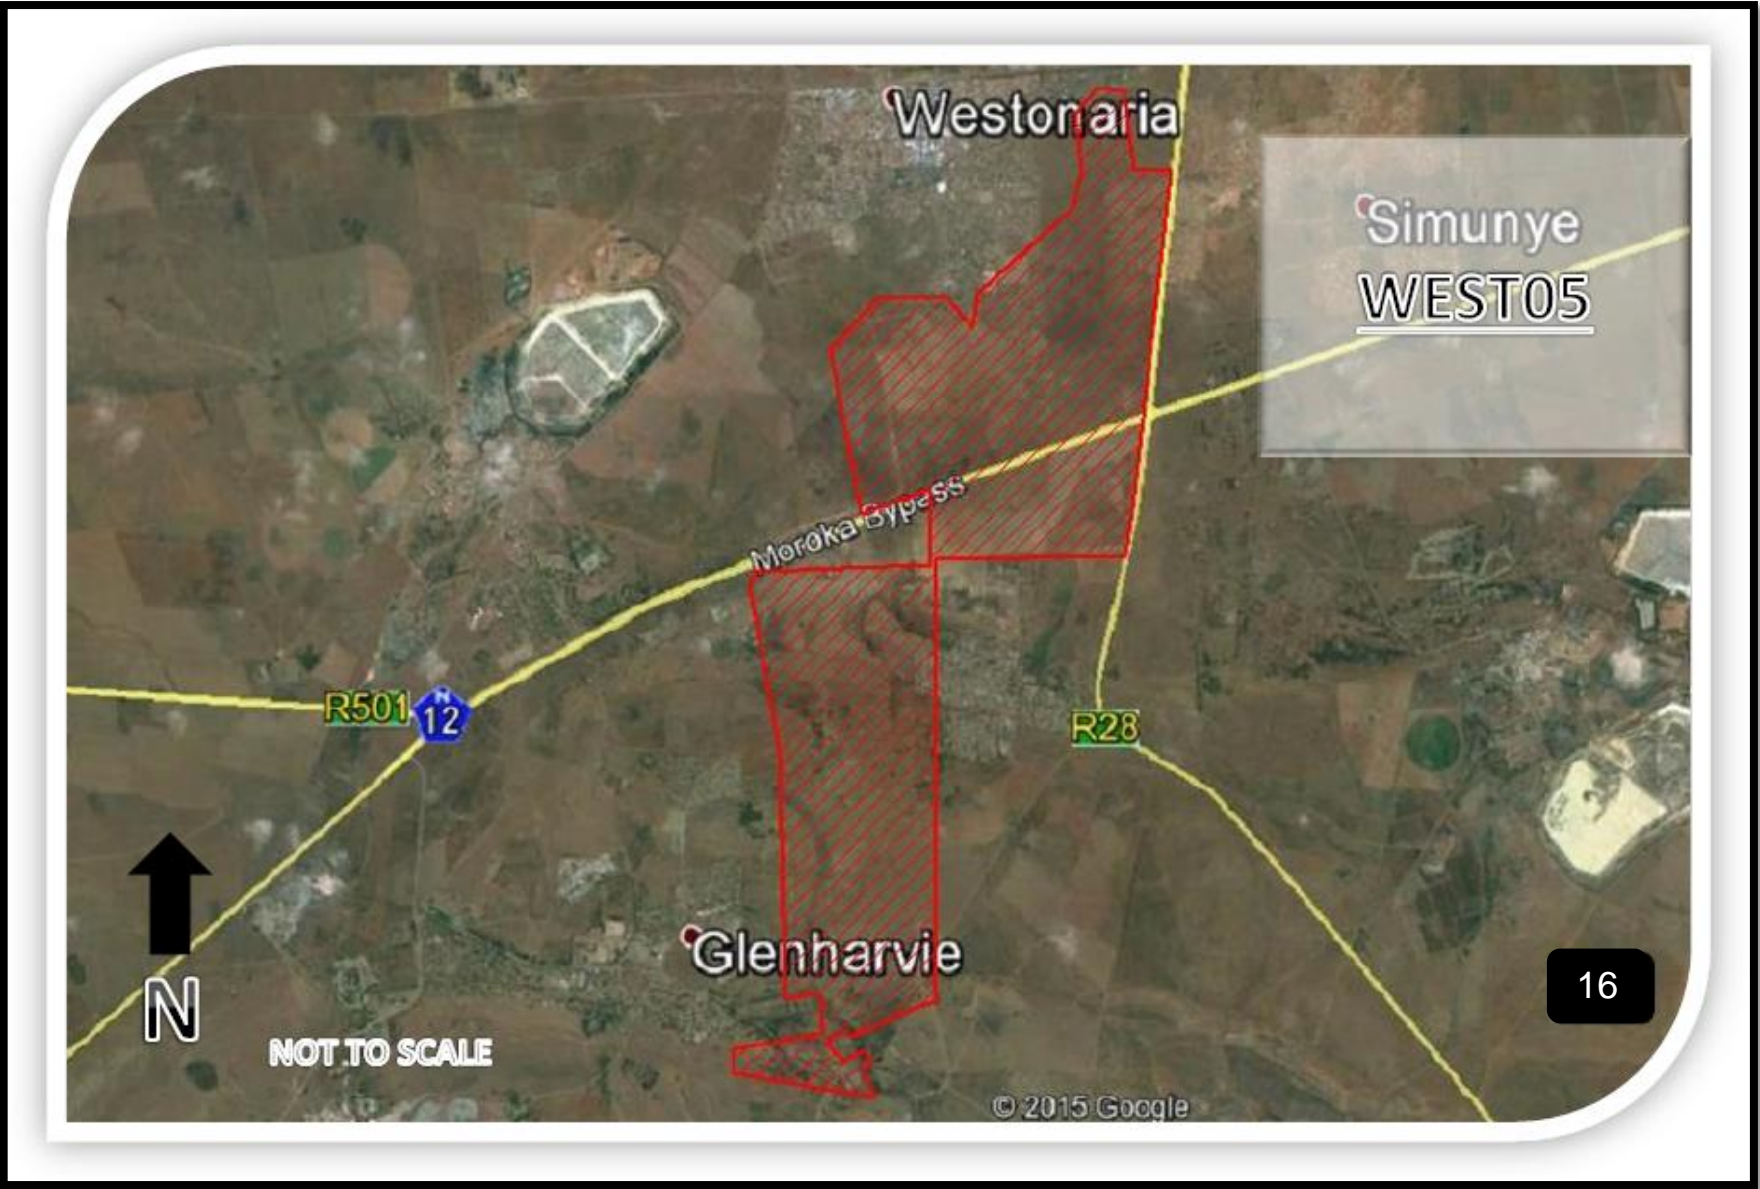 Westonaria
Simunye
WEST05
Moroka Bypass
R501
N
12
R28
Glenharvie
N
NOT TO SCALE
16
© 2015 Google